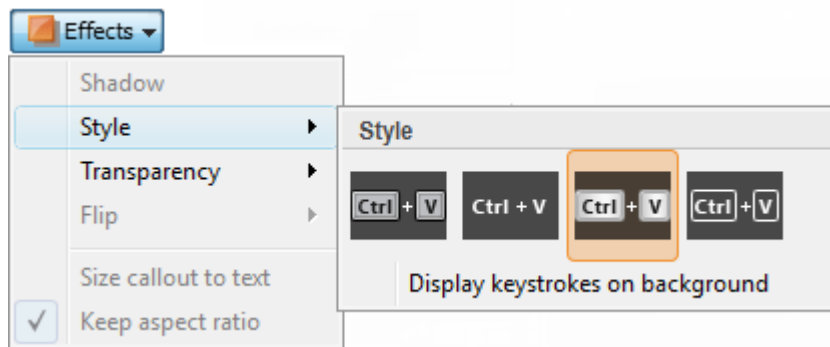 Effects
Shadow
Style
Transparency
Flip
Size callout to text
Keep aspect ratio
Style
Ctrl + V
Ctrl + V
Ctrl + V
Ctrl + V
Display keystrokes on background